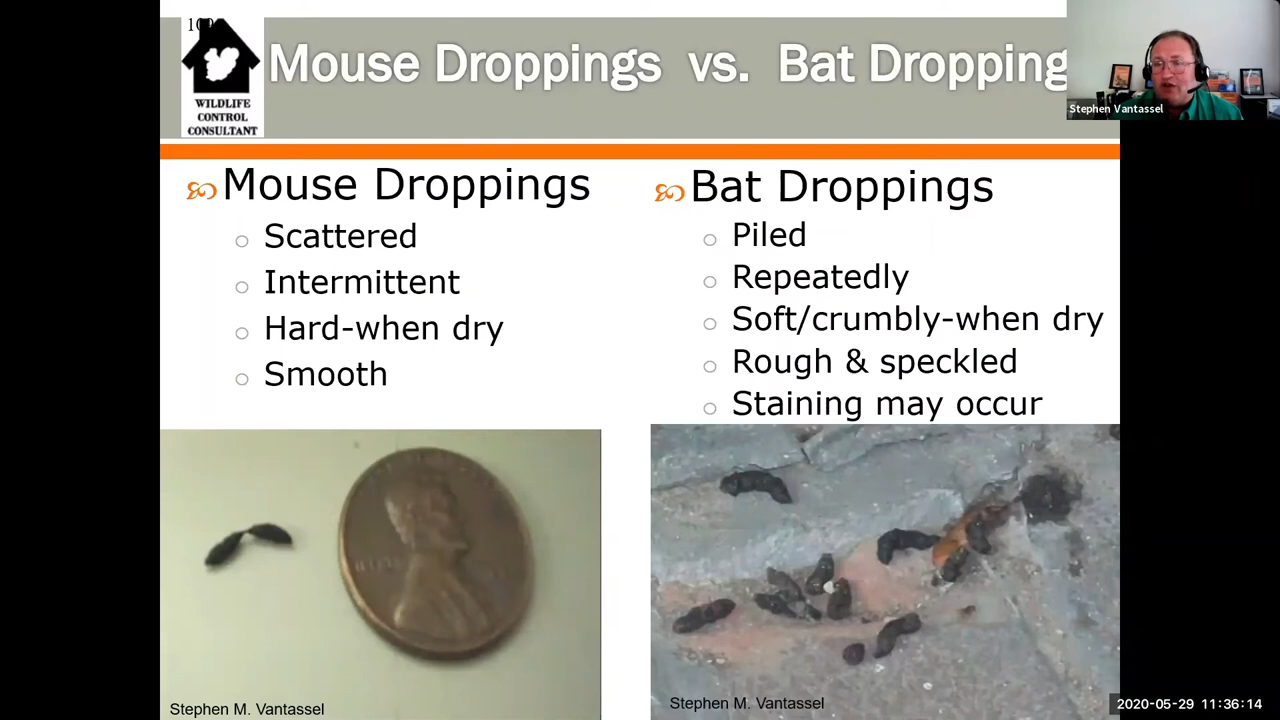 Mouse Droppings vs. Bat Dropping
WILDLIFE
CONTROL
CONSULTANT
Stephen Vantassel
Mouse Droppings
Scattered
Intermittent
Hard-when dry
Smooth
Bat Droppings
Piled
Repeatedly
Soft/crumbly-when dry
Rough & speckled
Staining may occur
Stephen M. Vantassel
Stephen M. Vantassel
2020-05-29 11:36:14